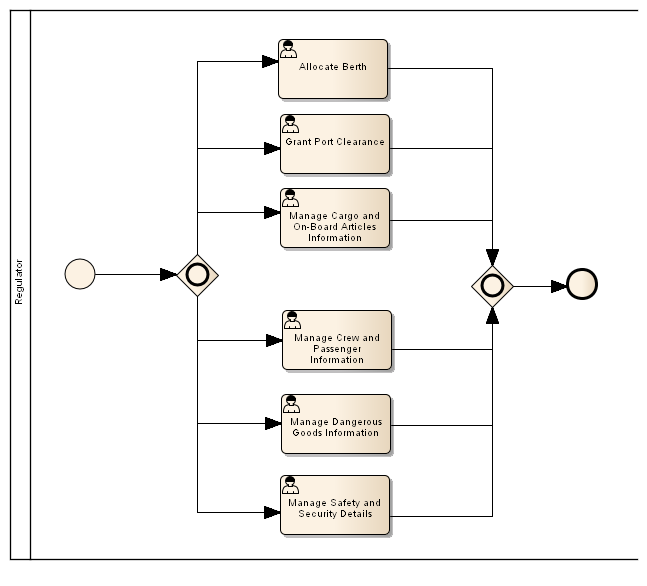 Regulator
Allocate Berth
Grant Port Clearance
Manage Cargo and
On-Board Articles
Information
Manage Crew and
Passenger
Information
Manage Dangerous
Goods Information
Manage Safety and
Security Details